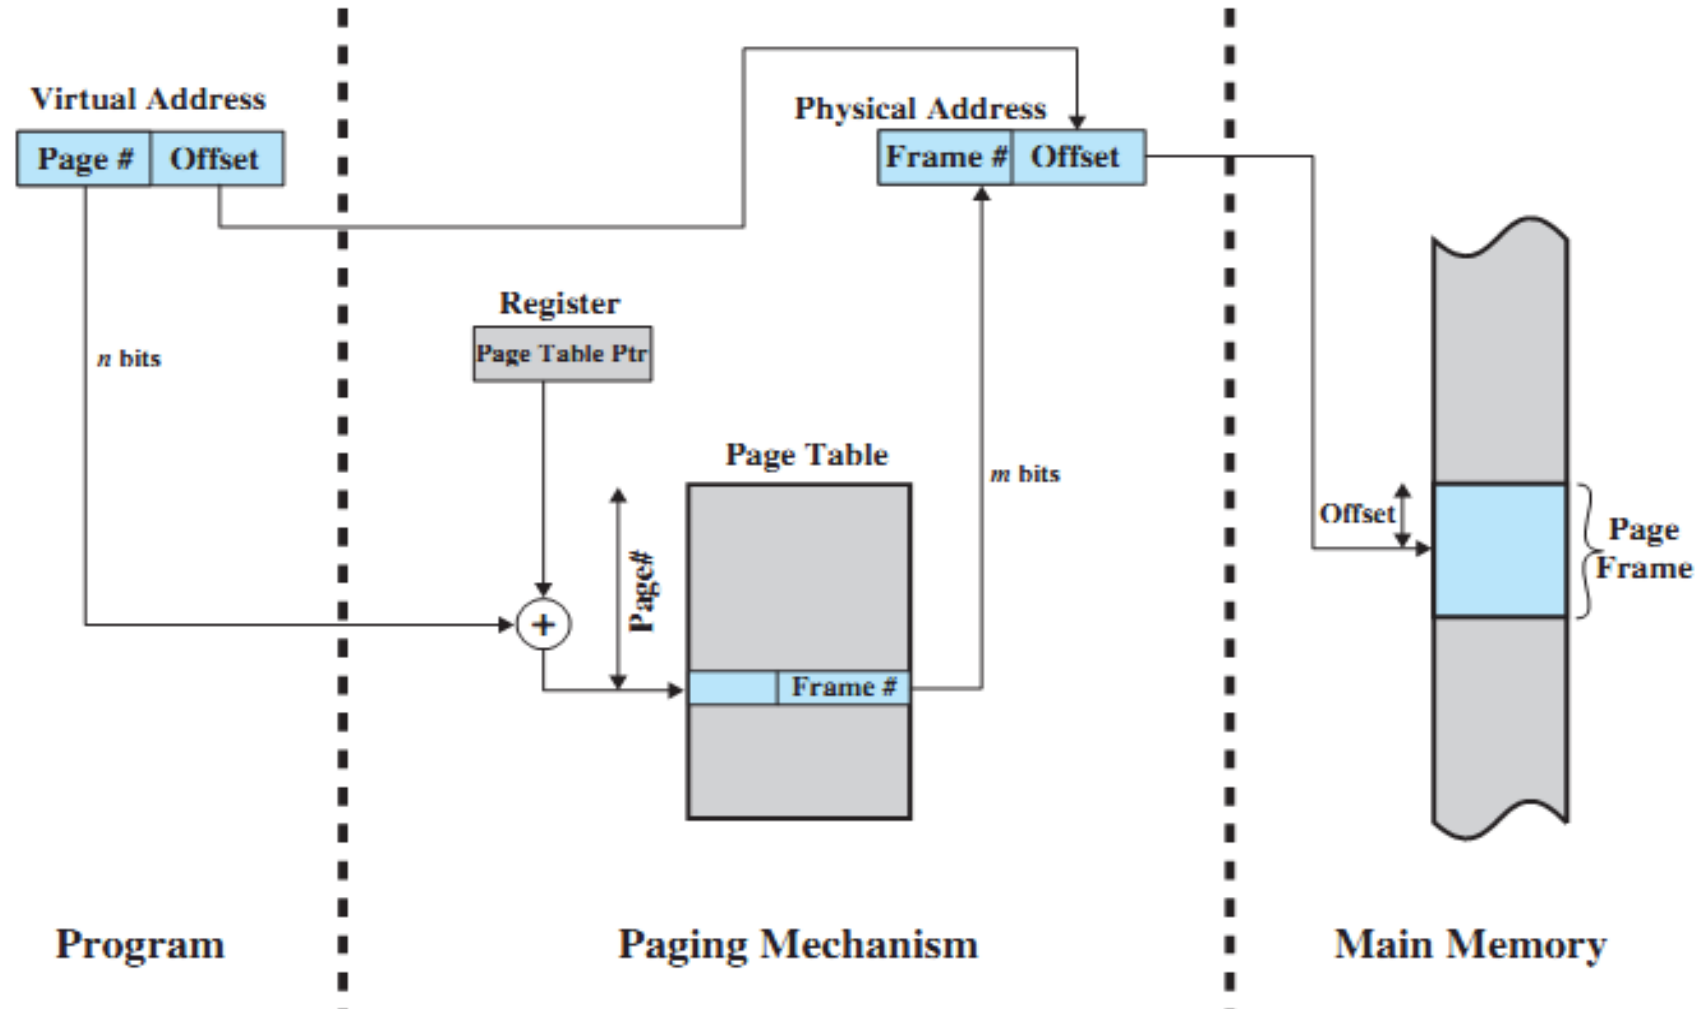 Virtual Address
Page #
Offset
Physical Address
Frame #
Offset
Register
Page Table Ptr
n bits
Page Table
m bits
Page#
Frame #
Offset
Page
Frame
+
Program
Paging Mechanism
Main Memory